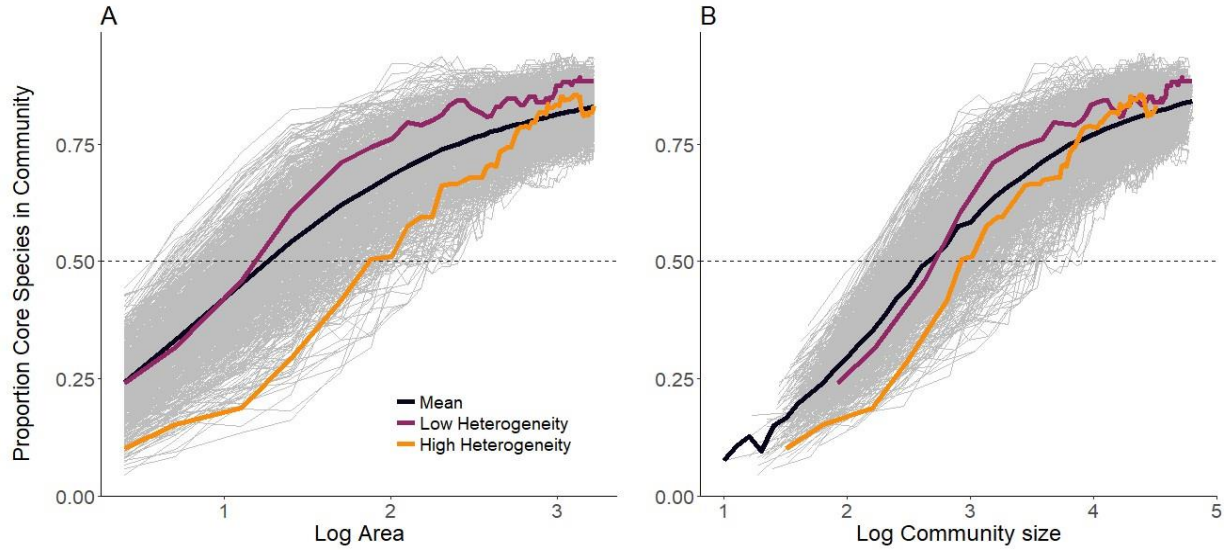 A
B
Proportion Core Species in Community
0.75
0.50
0.25
0.00
Mean
Low Heterogeneity
High Heterogeneity
1
2
3
Log Area
0.75
0.50
0.25
0.00
1
2
3
4
5
Log Community size